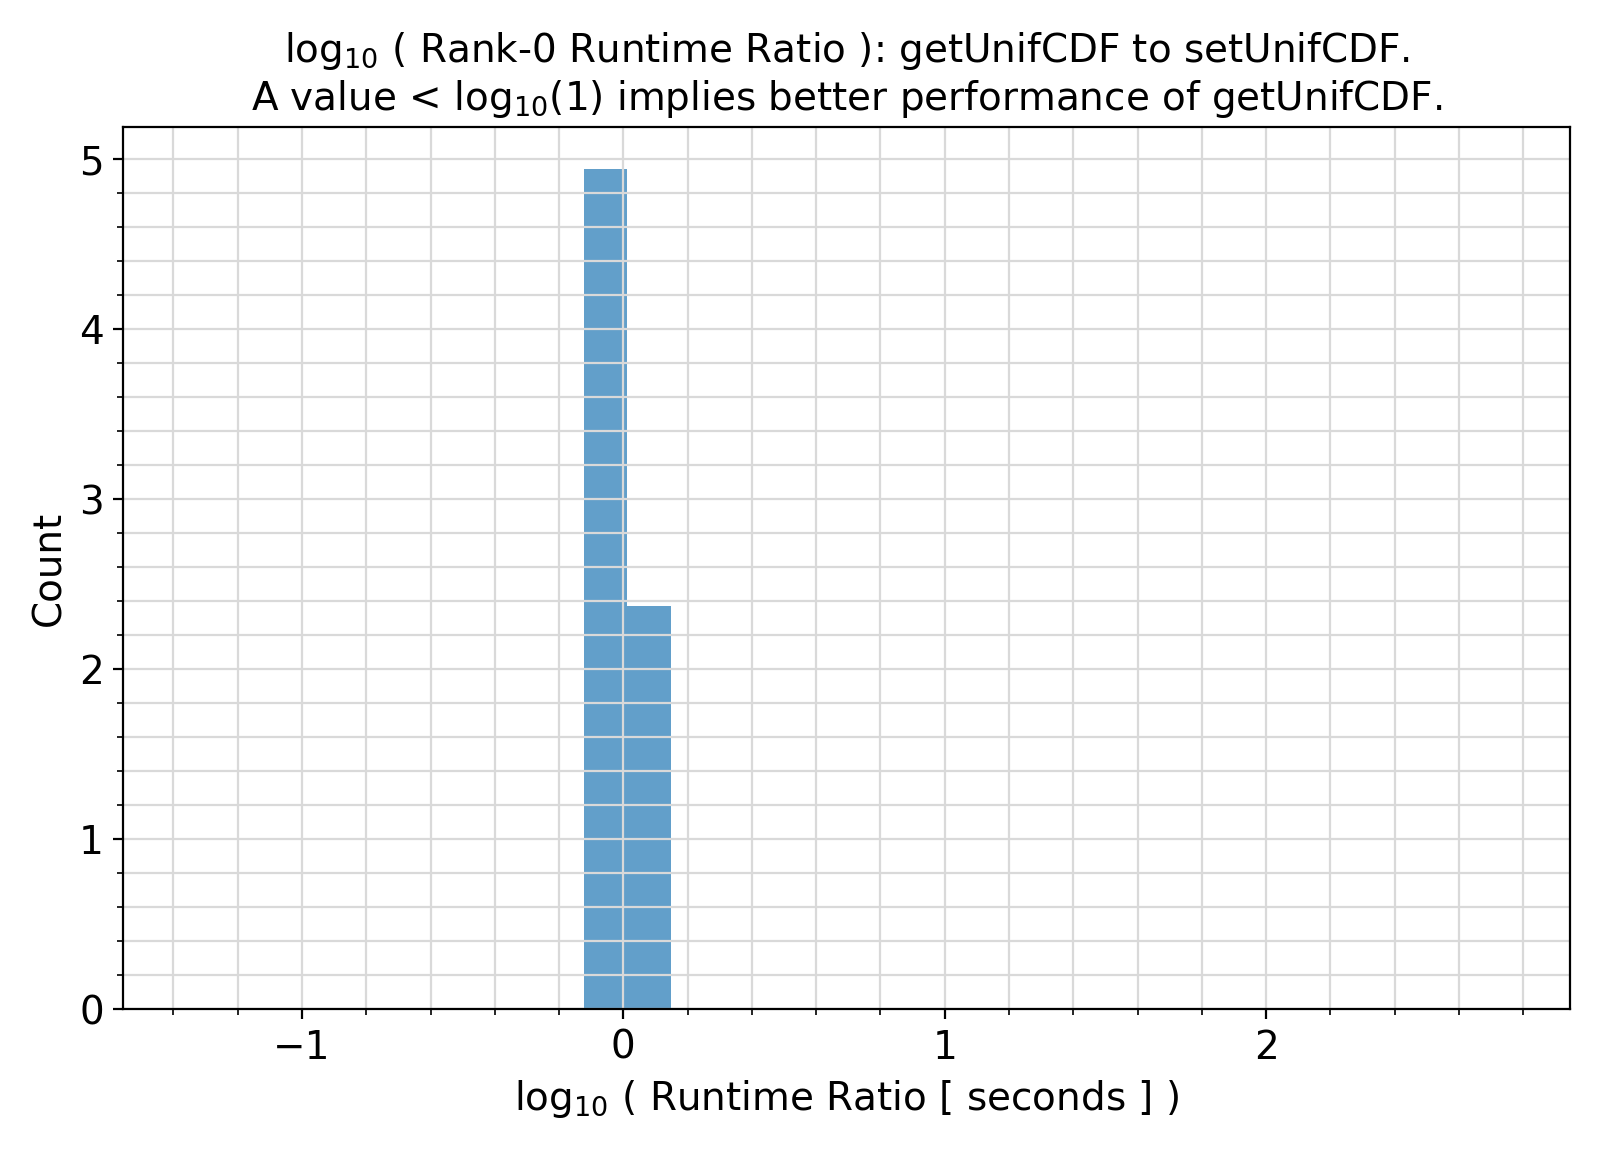 log₁₀ ( Rank-0 Runtime Ratio ): getUnifCDF to setUnifCDF.
A value < log₁₀(1) implies better performance of getUnifCDF.
5
4
3
2
1
0
Count
−1 0 1 2
log₁₀ ( Runtime Ratio [ seconds ] )